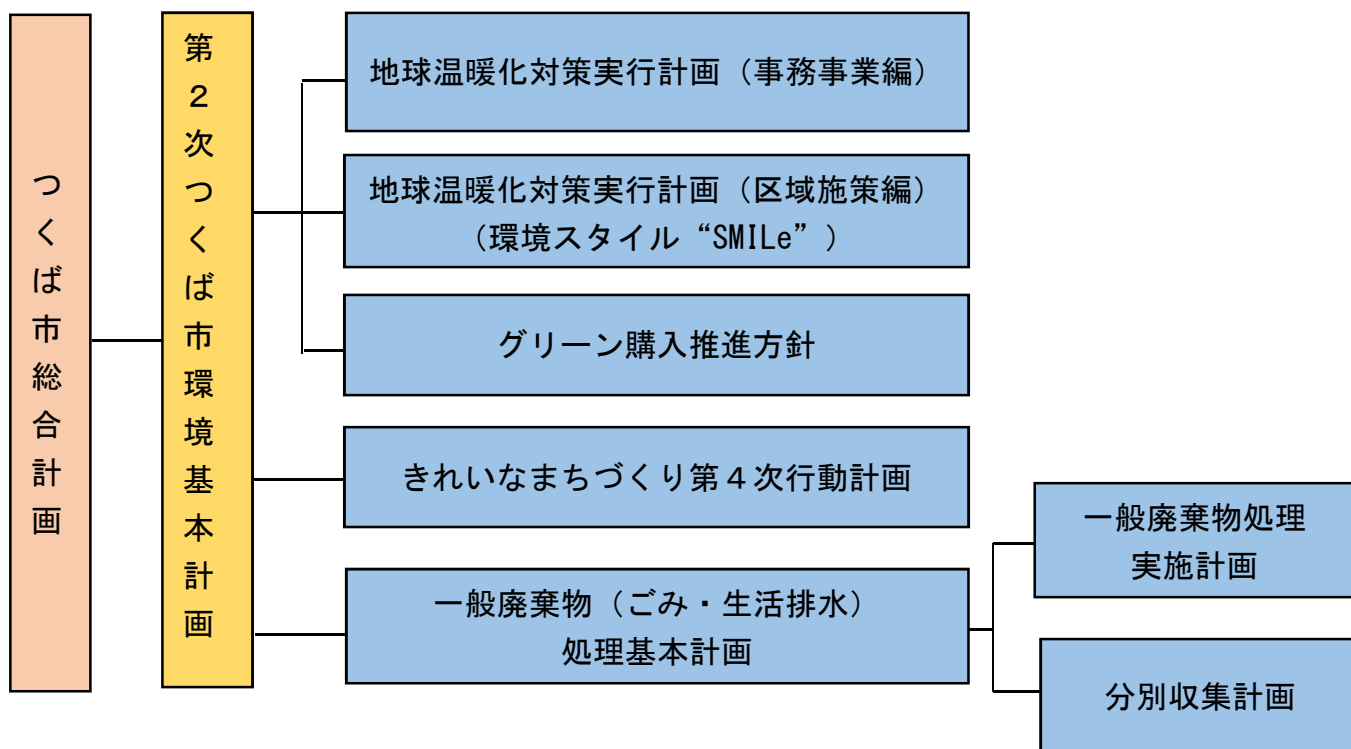 つくば市総合計画
第２次つくば市環境基本計画
地球温暖化対策実行計画（事務事業編）
地球温暖化対策実行計画（区域施策編）
（環境スタイル“SMILe”）
グリーン購入推進方針
きれいなまちづくり第４次行動計画
一般廃棄物（ごみ・生活排水）
処理基本計画
一般廃棄物処理
実施計画
分別収集計画